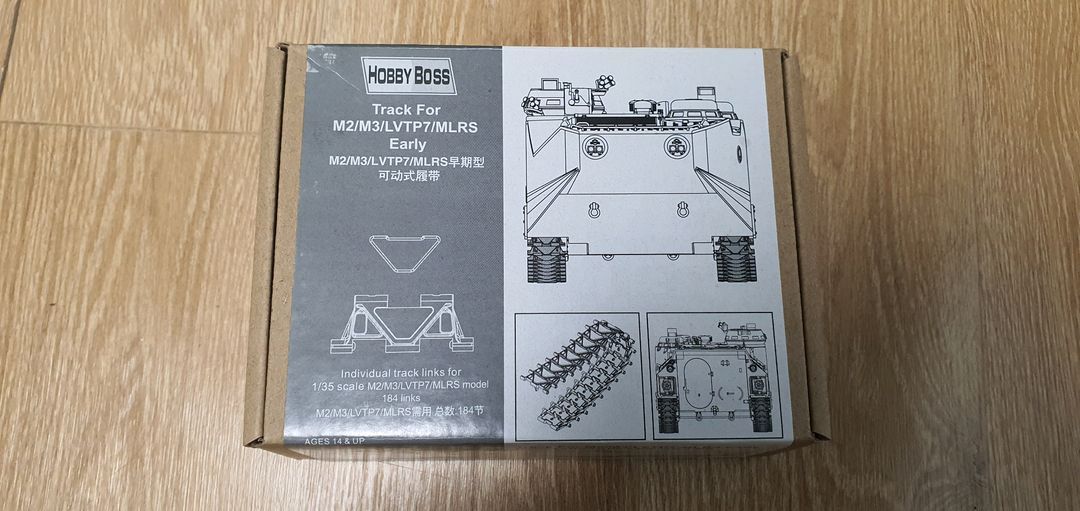 HOBBY BOSS
Track For
M2/M3/LVTP7/MLRS
Early
M2/M3/LVTP7/MLRS早期型
可动式履带
Individual track links for
1/35 scale M2/M3/LVTP7/MLRS model
184 links
M2/M3/LVTP7/MLRS需用 总数:184节
AGES 14 & UP